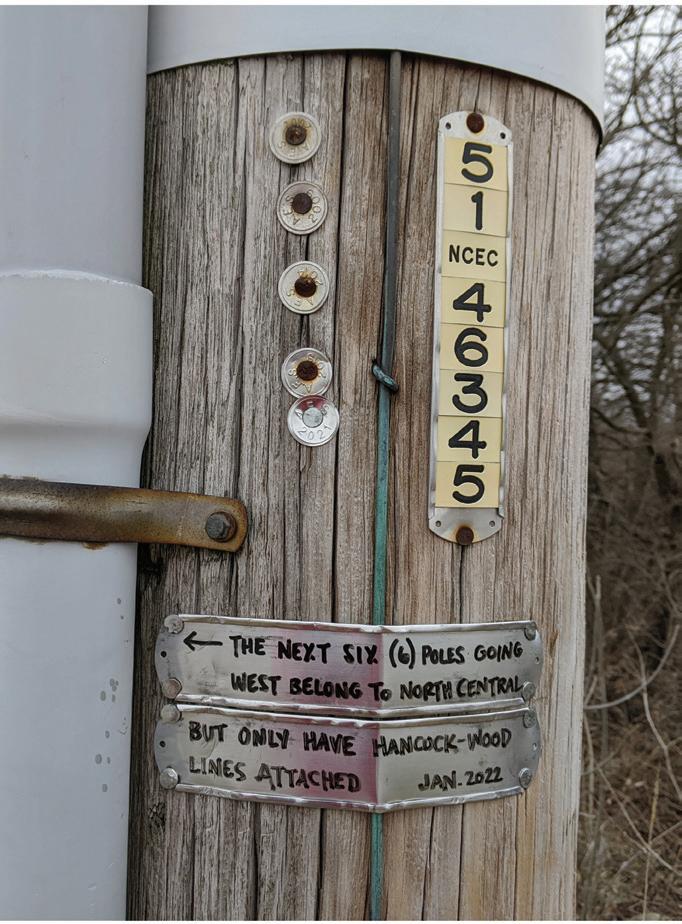 5
1
NCEC
4
6
3
4
5
2021
← THE NEXT SIX (6) POLES GOING
WEST BELONG TO NORTH CENTRAL
BUT ONLY HAVE HANCOCK-WOOD
LINES ATTACHED JAN. 2022